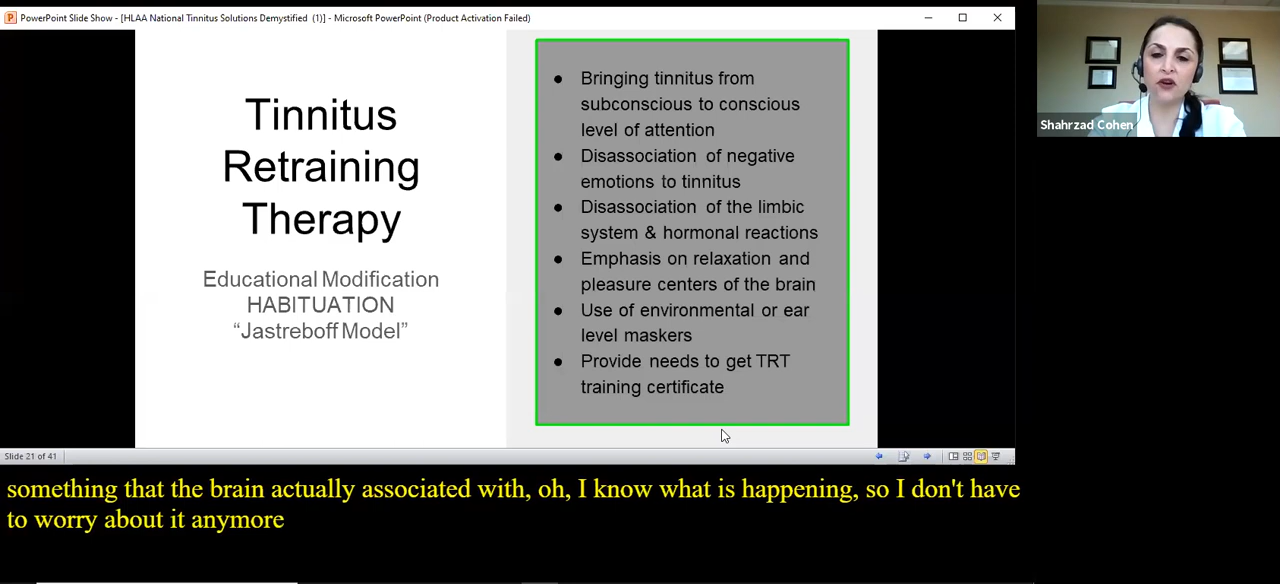 PowerPoint Slide Show - [HLAA National Tinnitus Solutions Demystified (1)] - Microsoft PowerPoint (Product Activation Failed)
Tinnitus
Retraining
Therapy
Educational Modification
HABITUATION
“Jastreboff Model”
● Bringing tinnitus from
subconscious to conscious
level of attention
● Disassociation of negative
emotions to tinnitus
● Disassociation of the limbic
system & hormonal reactions
● Emphasis on relaxation and
pleasure centers of the brain
● Use of environmental or ear
level maskers
● Provide needs to get TRT
training certificate
Shahrzad Cohen
Slide 21 of 41
something that the brain actually associated with, oh, I know what is happening, so I don't have
to worry about it anymore